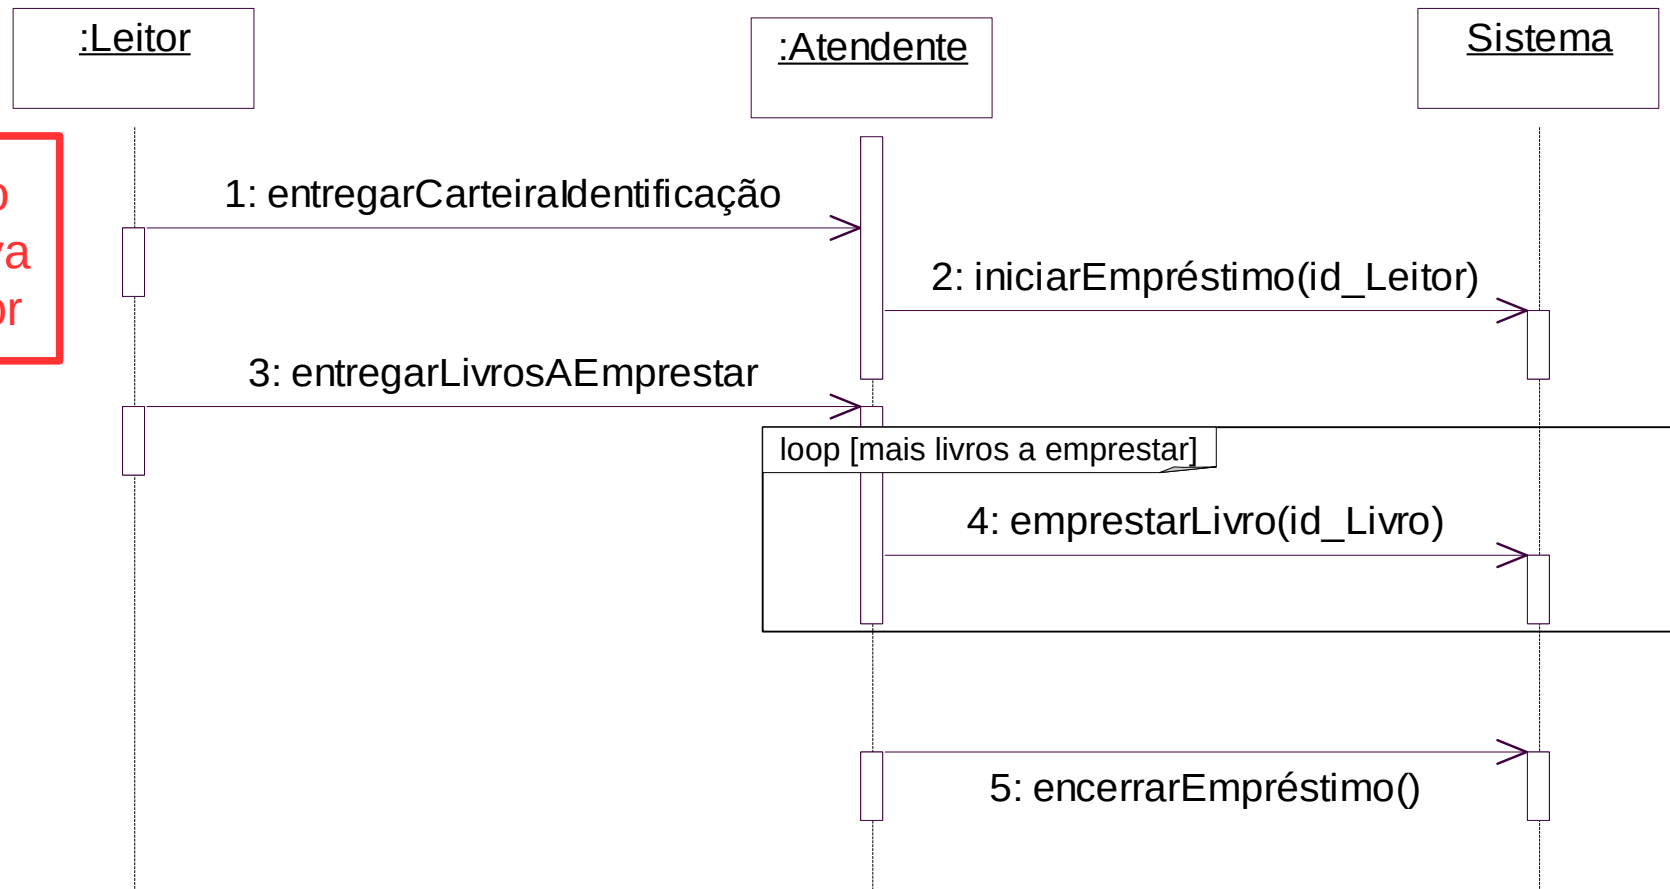 :Leitor
:Atendente
Sistema
1: entregarCarteiraIdentificação
2: iniciarEmpréstimo(id_Leitor)
3: entregarLivrosAEmprestar
loop [mais livros a emprestar]
4: emprestarLivro(id_Livro)
5: encerrarEmpréstimo()